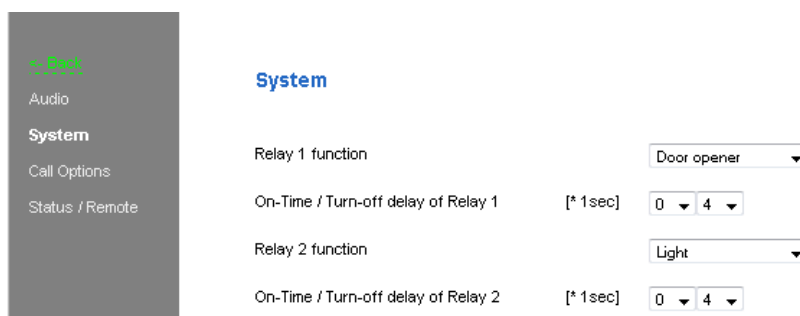 <- Back
System
Audio
System
Relay 1 function Door opener
Call Options
Status / Remote
On-Time / Turn-off delay of Relay 1 [* 1sec] 0 4
Relay 2 function Light
On-Time / Turn-off delay of Relay 2 [* 1sec] 0 4